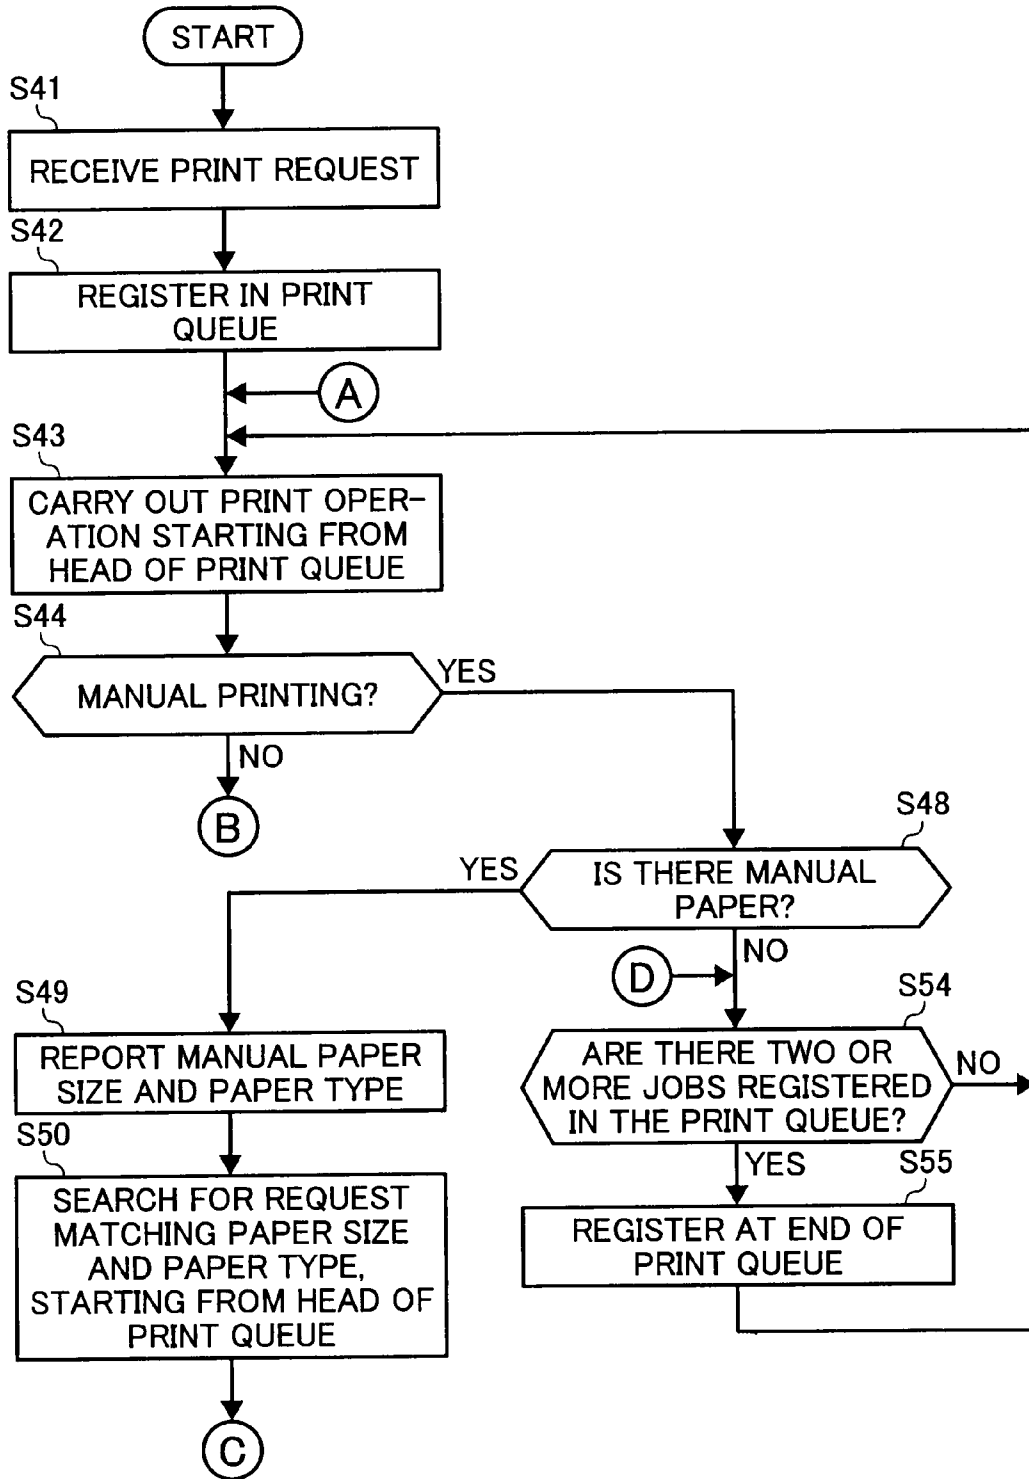 START
S41
RECEIVE PRINT REQUEST
S42
REGISTER IN PRINT
QUEUE
A
S43
CARRY OUT PRINT OPER-
ATION STARTING FROM
HEAD OF PRINT QUEUE
S44
MANUAL PRINTING?
YES
NO
B
S48
IS THERE MANUAL
PAPER?
YES
NO
D
S49
REPORT MANUAL PAPER
SIZE AND PAPER TYPE
S54
ARE THERE TWO OR
MORE JOBS REGISTERED
IN THE PRINT QUEUE?
NO
YES
S50
SEARCH FOR REQUEST
MATCHING PAPER SIZE
AND PAPER TYPE,
STARTING FROM HEAD OF
PRINT QUEUE
S55
REGISTER AT END OF
PRINT QUEUE
C